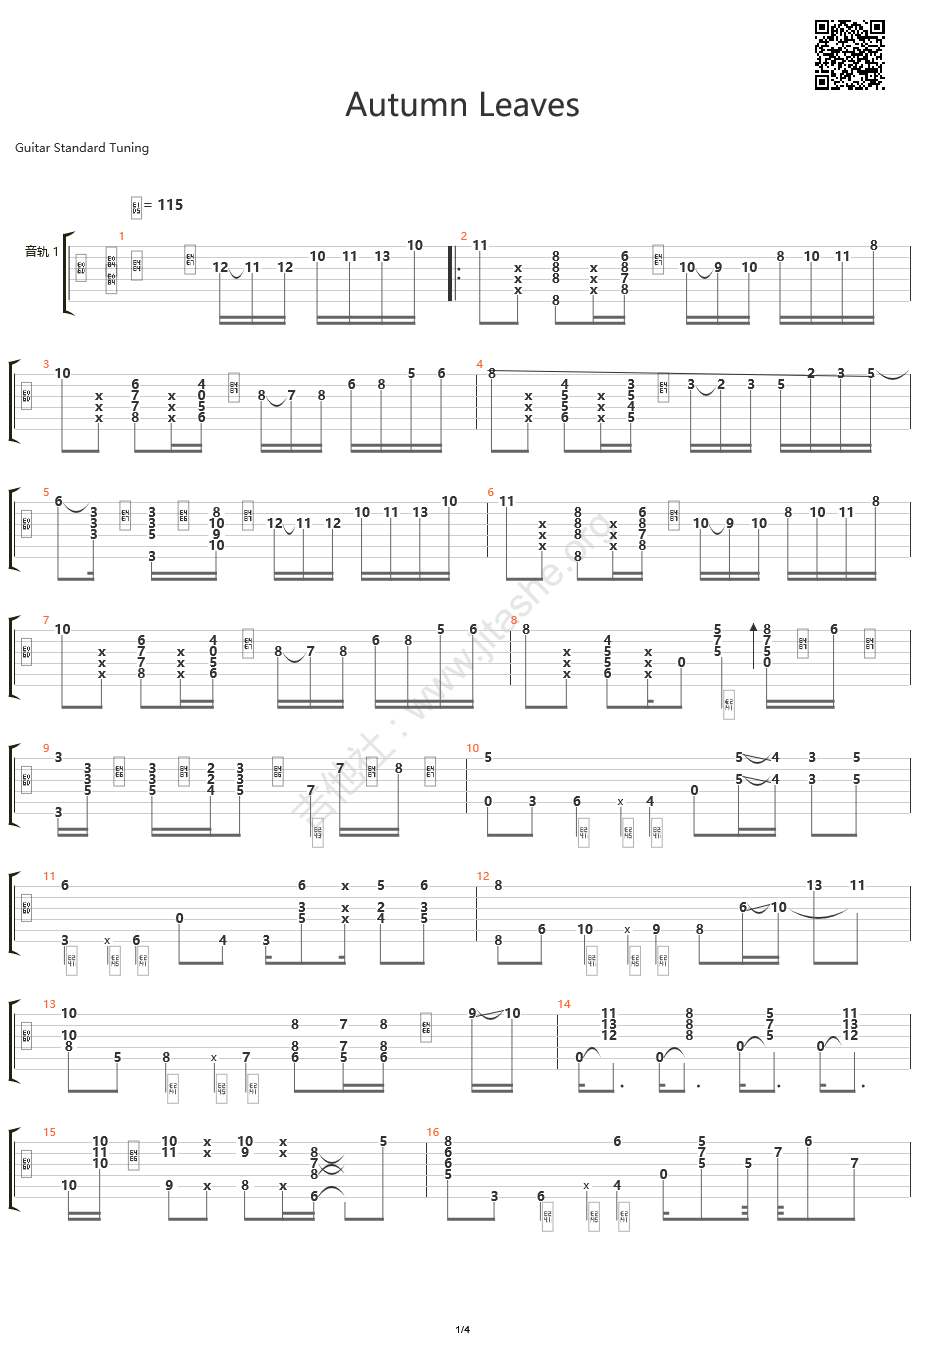 Autumn Leaves
Guitar Standard Tuning
= 115
音轨 1
1 2
12 11 12 10 11 13 10 11 8 8 8 8 6 8 7 8 10 9 10 8 10 11 8
3 4
10 6 7 7 8 4 0 5 6 8 7 8 6 8 5 6 8 4 5 5 6 3 5 4 5 3 2 3 5 2 3 5
5 6
6 3 3 3 3 3 5 3 8 10 9 10 12 11 12 10 11 13 10 11 8 8 8 8 6 8 7 8 10 9 10 8 10 11 8
7 8
10 6 7 7 8 4 0 5 6 8 7 8 6 8 5 6 8 4 5 5 6 0 5 7 5 8 7 5 0 6
9 10
3 3 3 3 5 3 3 5 2 2 4 3 3 5 7 7 8 5 0 3 6 x 4 0 5 5 4 4 3 3 5 5
11 12
6 3 x 6 0 4 3 6 3 5 x x x 5 2 4 6 3 5 8 8 6 10 x 9 8 6 10 13 11
13 14
10 10 8 5 8 x 7 8 8 6 7 7 5 8 8 6 9 10 0 11 13 12 0 8 8 8 0 5 7 5 0 11 13 12
15 16
10 10 11 10 10 11 9 x x x 10 9 8 x x x 8 7 8 6 5 8 6 6 5 3 6 x 6 4 0 5 7 5 5 7 6 7
吉他社：www.jitashe.org
1/4